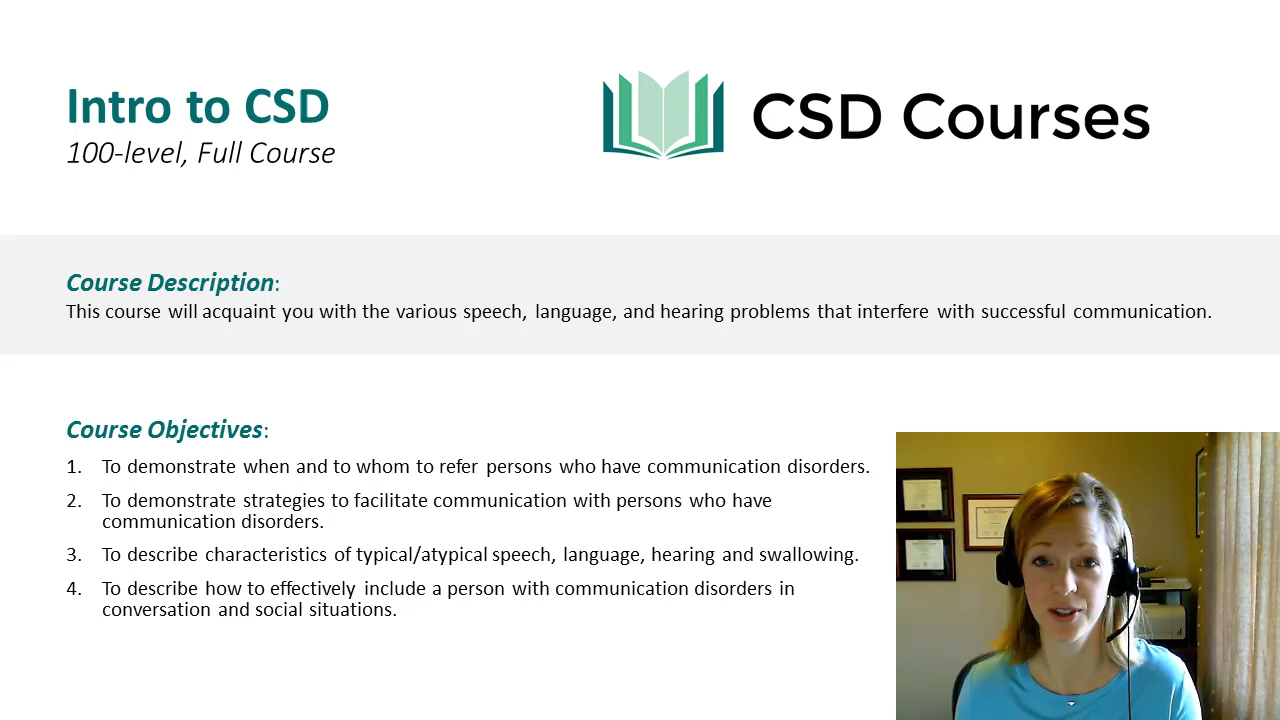 Intro to CSD
100-level, Full Course
CSD Courses
Course Description:
This course will acquaint you with the various speech, language, and hearing problems that interfere with successful communication.
Course Objectives:
1. To demonstrate when and to whom to refer persons who have communication disorders.
2. To demonstrate strategies to facilitate communication with persons who have
communication disorders.
3. To describe characteristics of typical/atypical speech, language, hearing and swallowing.
4. To describe how to effectively include a person with communication disorders in
conversation and social situations.